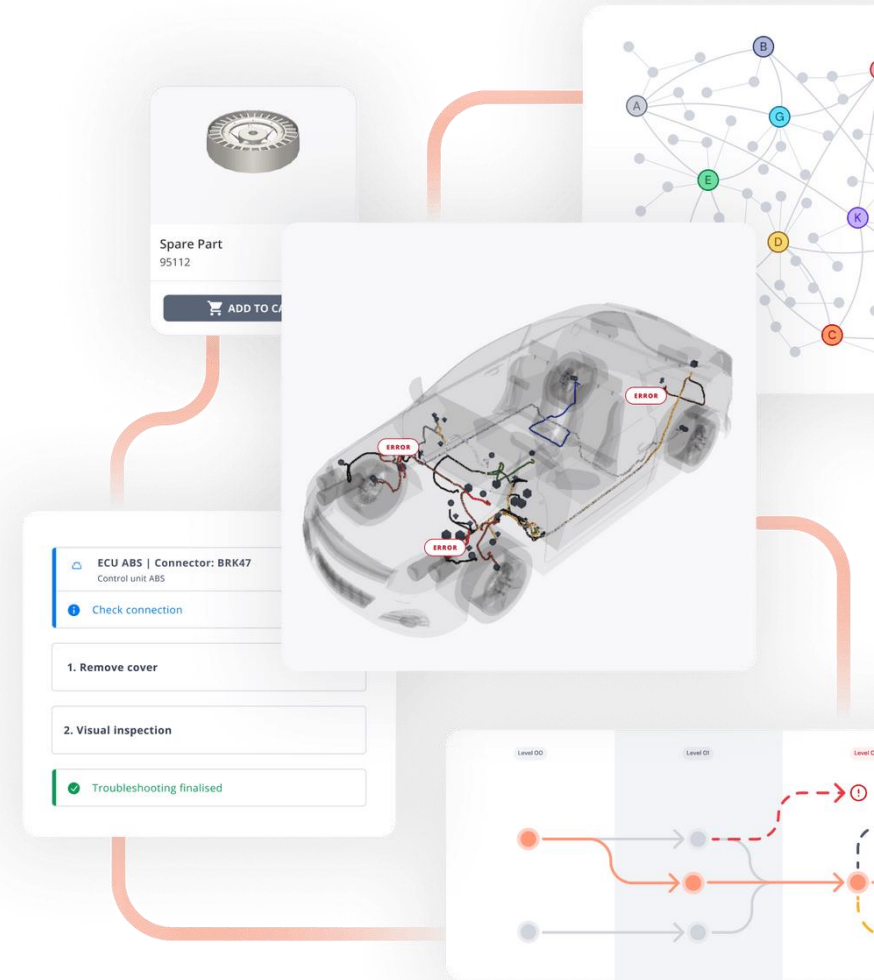 B
A
G
E
K
D
C
Spare Part
95112
ADD TO
ERROR
ERROR
ERROR
ECU ABS | Connector: BRK47
Control unit ABS
Check connection
1. Remove cover
2. Visual inspection
Troubleshooting finalised
Level 00
Level 01
Level